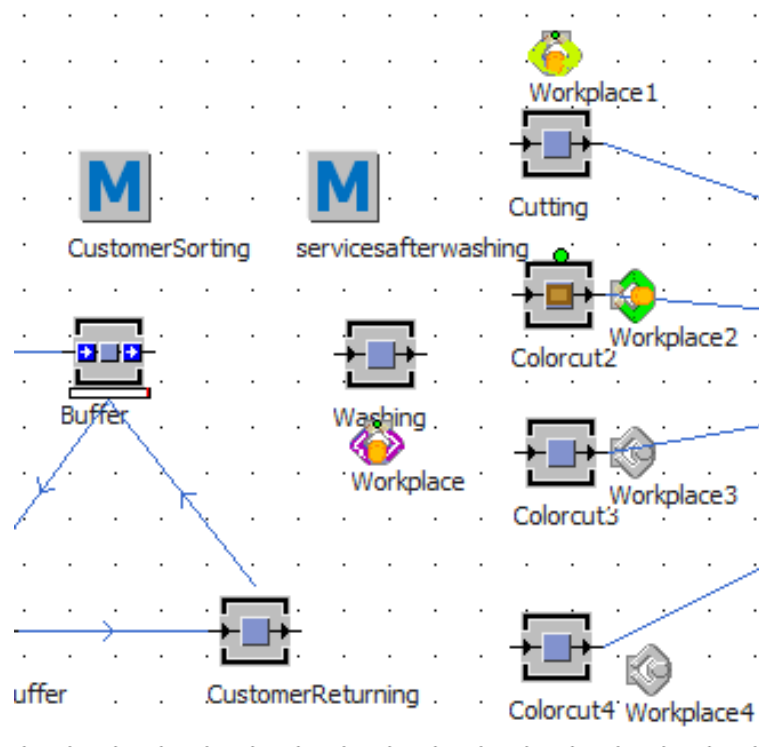 Workplace1
Cutting
M
CustomerSorting
M
servicesafterwashing
Colorcut2
Workplace2
Buffer
Washing
Workplace
Colorcut3
Workplace3
uffer
CustomerReturning
Colorcut4
Workplace4